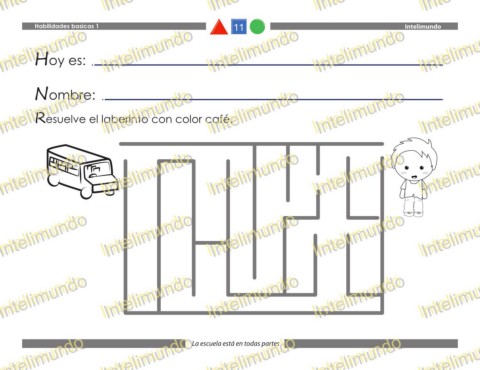 Habilidades basicas 1
11
Intelimundo
Hoy es:
Nombre:
Resuelve el laberinto con color café.
La escuela está en todas partes
Intelimundo